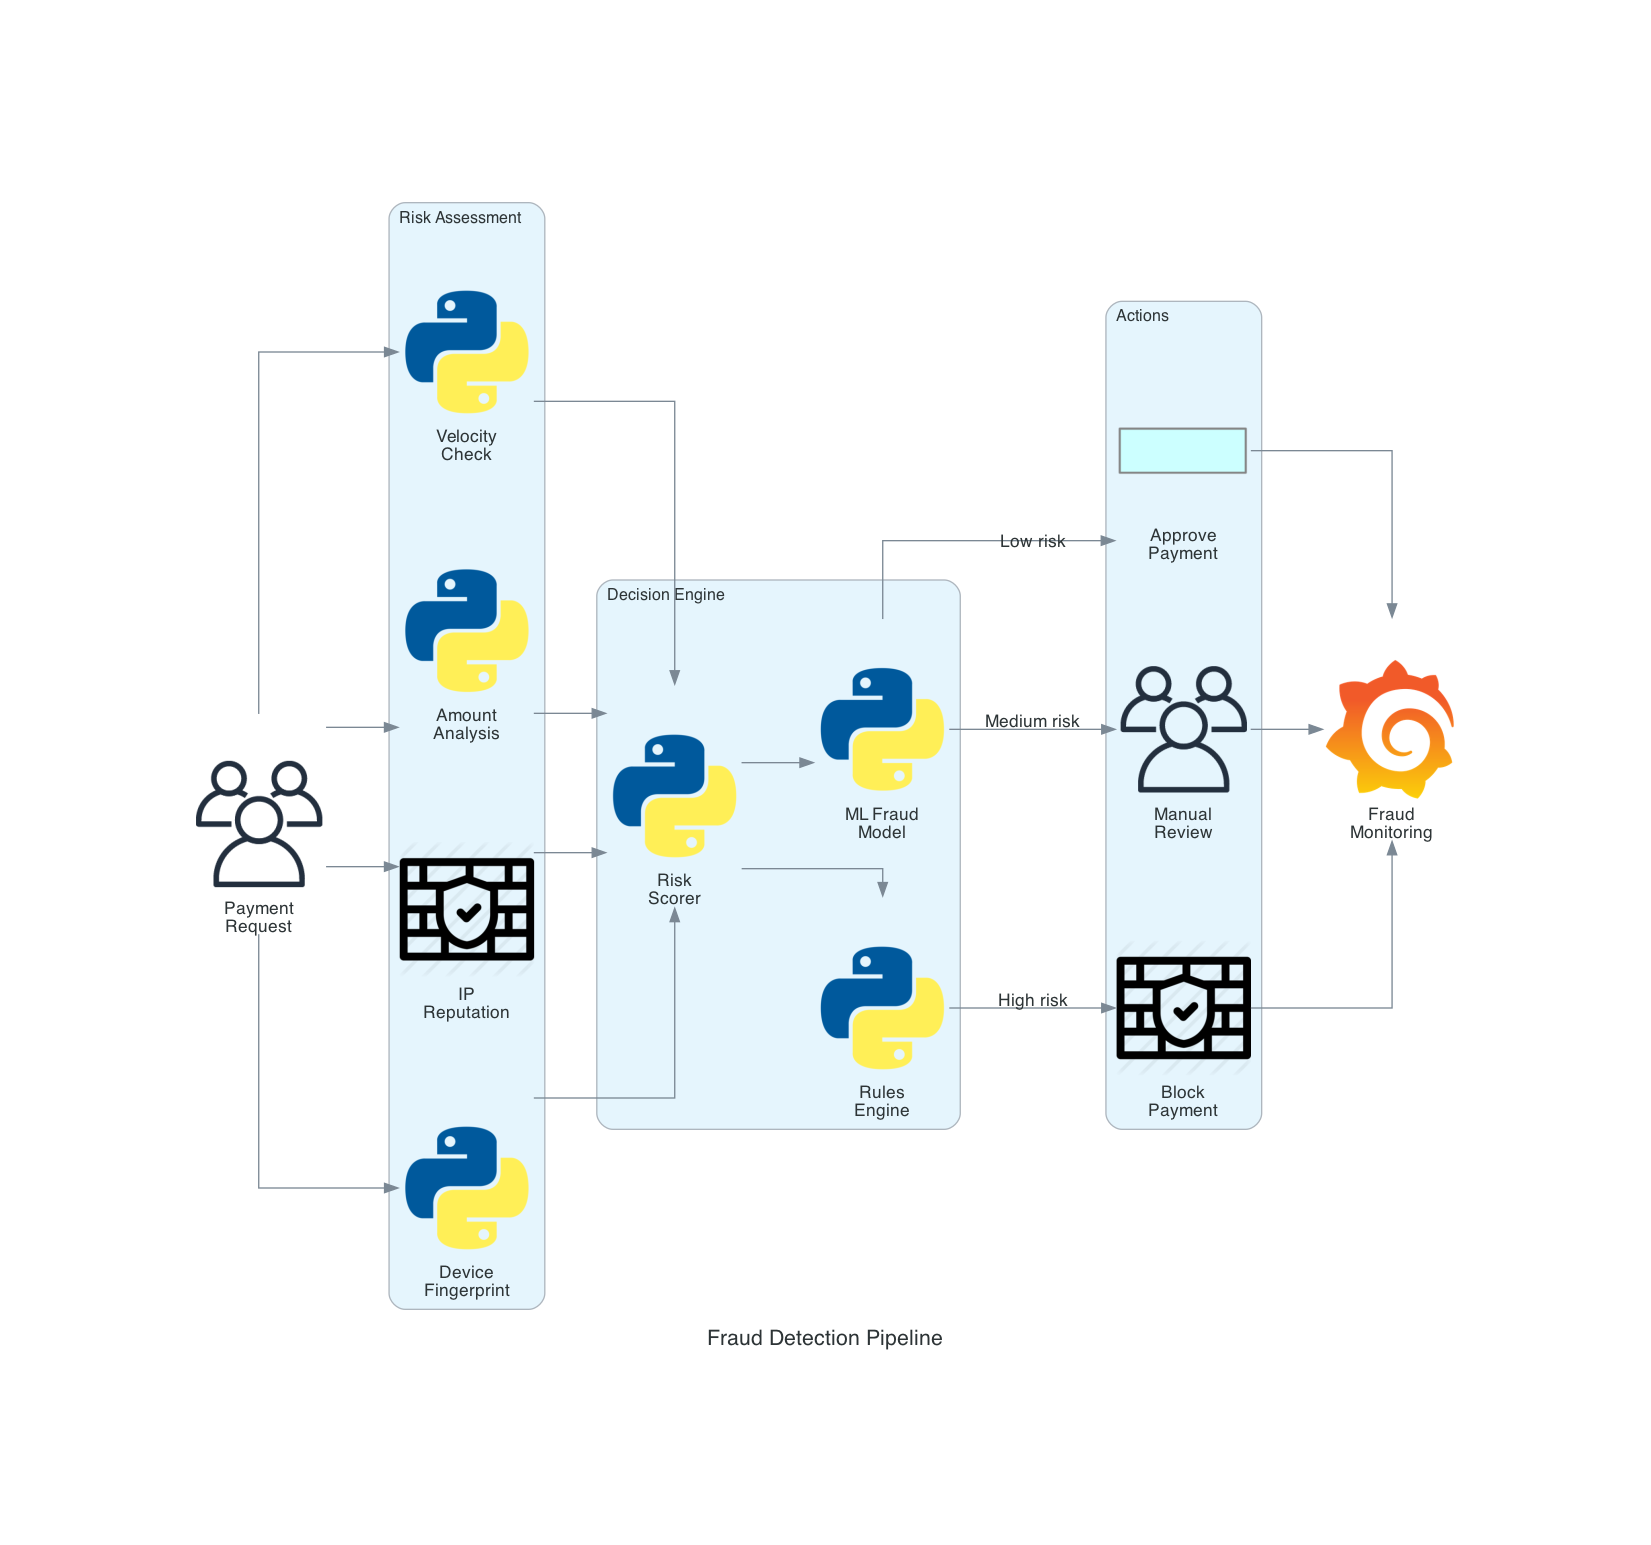 Risk Assessment
Velocity
Check
Amount
Analysis
IP
Reputation
Device
Fingerprint
Payment
Request
Decision Engine
Risk
Scorer
ML Fraud
Model
Rules
Engine
Low risk
Medium risk
High risk
Actions
Approve
Payment
Manual
Review
Block
Payment
Fraud
Monitoring
Fraud Detection Pipeline